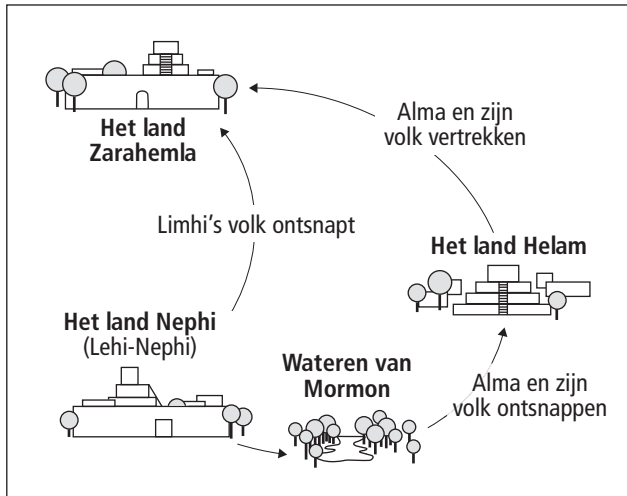 Het land
Zarahemla
Alma en zijn
volk vertrekken
Limhi's volk ontsnapt
Het land Helam
Het land Nephi
(Lehi-Nephi)
Wateren van
Mormon
Alma en zijn
volk ontsnappen